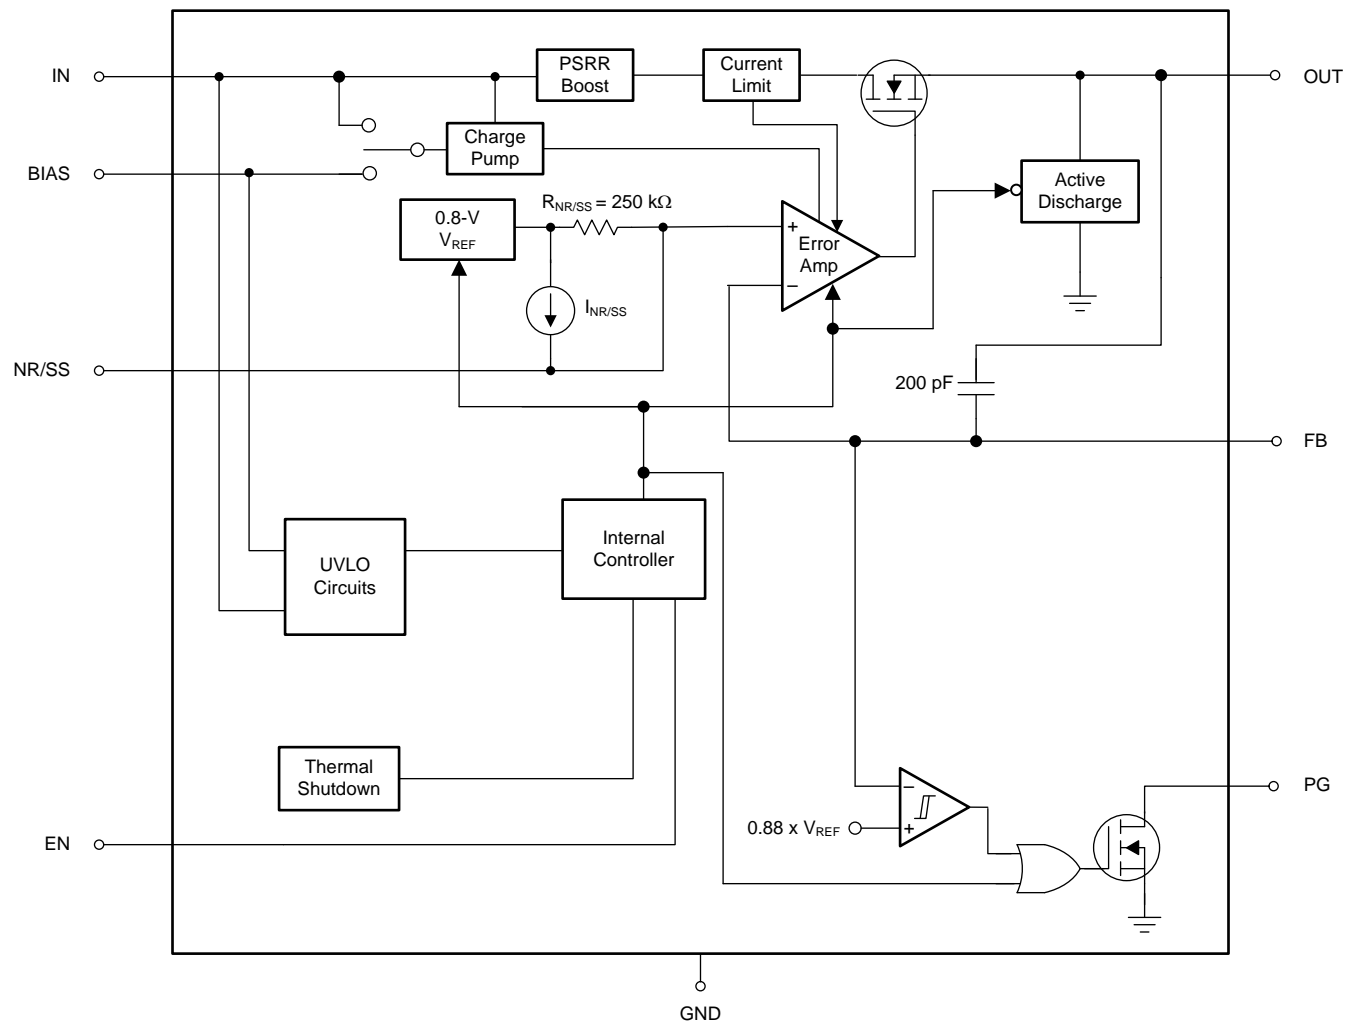 IN
PSRR
Boost
Current
Limit
OUT
Charge
Pump
BIAS
Active
Discharge
R_NR/SS = 250 kΩ
0.8-V
V_REF
+
Error
Amp
−
I_NR/SS
NR/SS
200 pF
FB
Internal
Controller
UVLO
Circuits
Thermal
Shutdown
PG
−
0.88 x V_REF
+
EN
GND